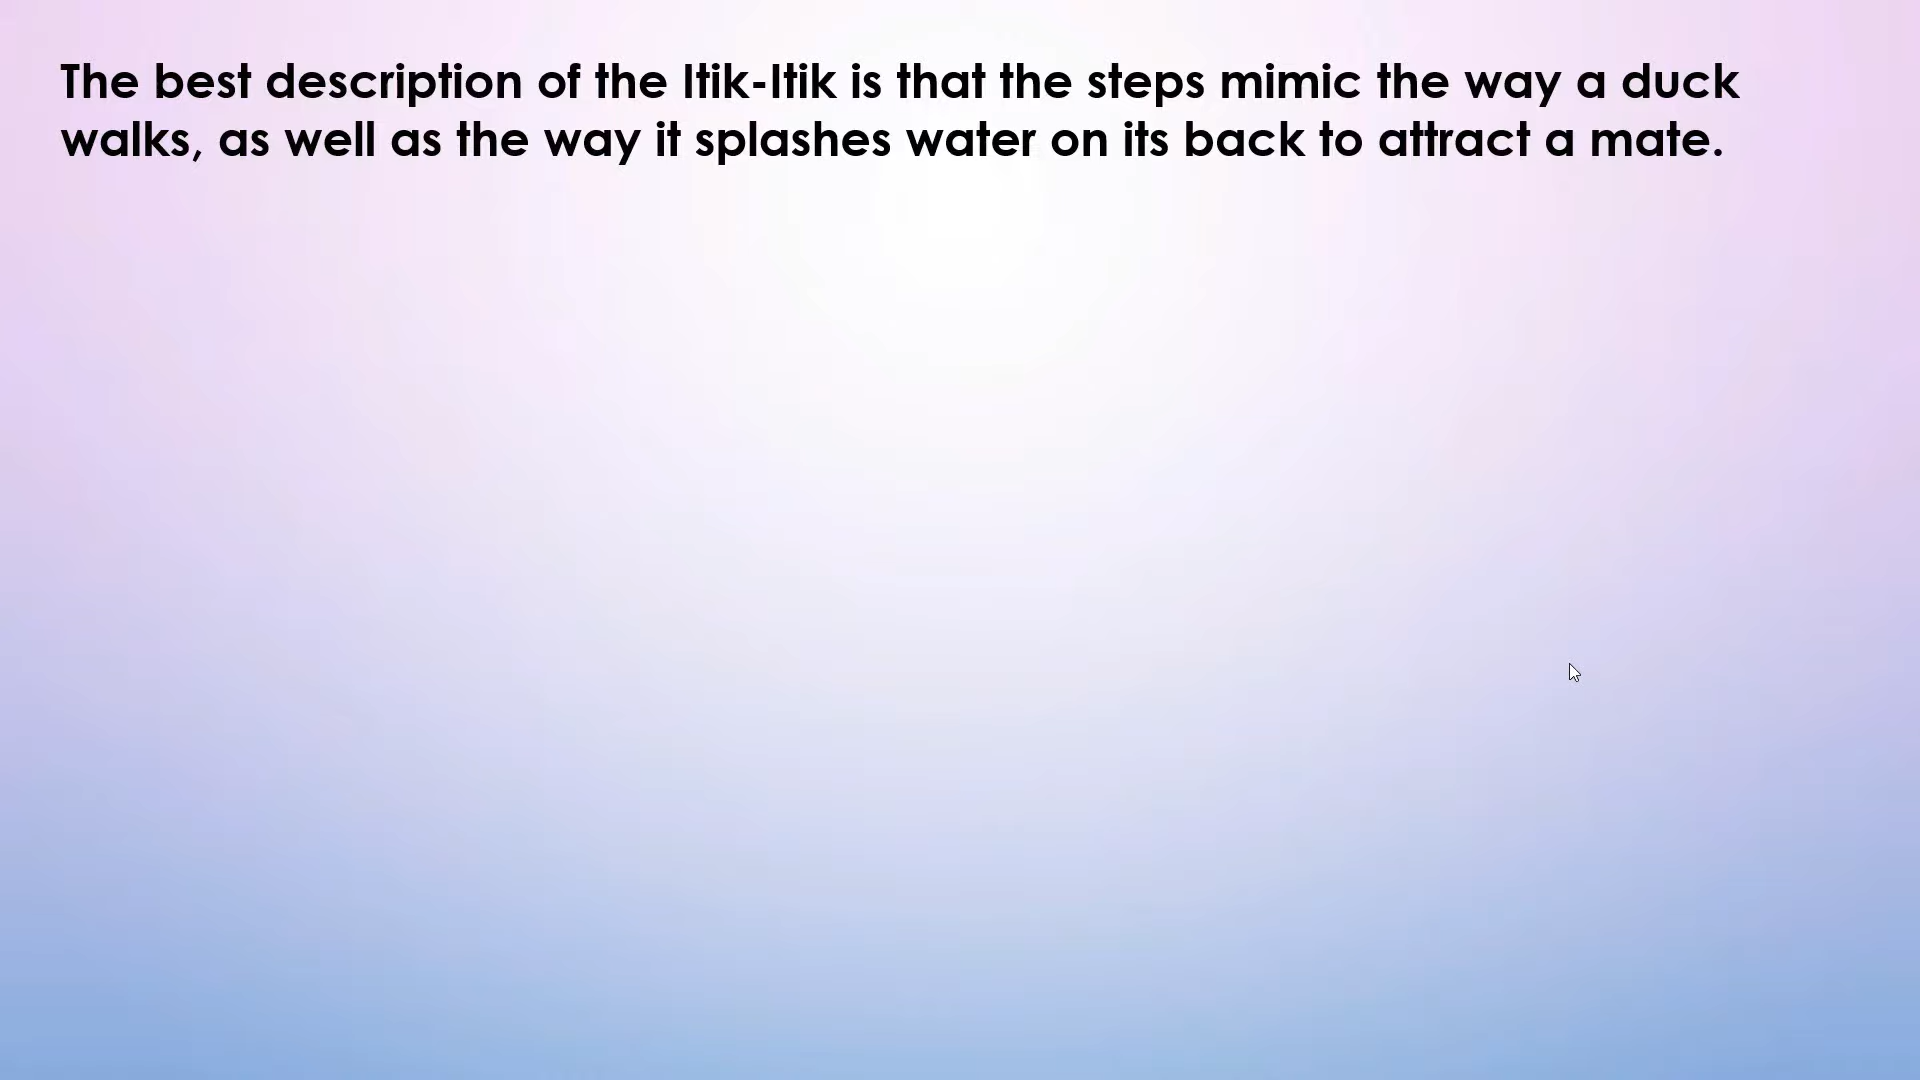 The best description of the Itik-Itik is that the steps mimic the way a duck
walks, as well as the way it splashes water on its back to attract a mate.